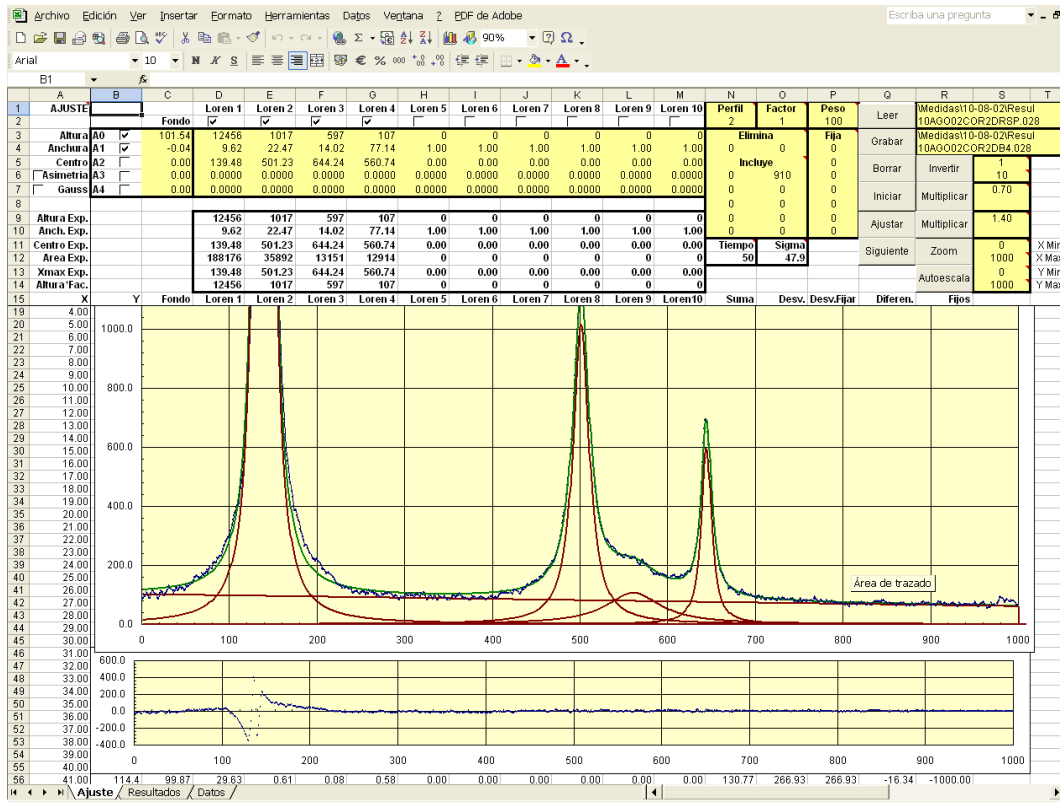 Archivo Edición Ver Insertar Formato Herramientas Datos Ventana ? PDF de Adobe Escriba una pregunta
90%
Arial 10 N K S € % 000
B1 fx
A B C D E F G H I J K L M N O P Q R S T
1 AJUSTE Loren 1 Loren 2 Loren 3 Loren 4 Loren 5 Loren 6 Loren 7 Loren 8 Loren 9 Loren 10 Perfil Factor Peso Leer \Medidas\10-08-02\Resul
2 Fondo 2 1 100 10AGO02COR2DRSP.028
3 Altura A0 101.54 12456 1017 597 107 0 0 0 0 0 0 Elimina Fija Grabar \Medidas\10-08-02\Resul
4 Anchura A1 -0.04 9.62 22.47 14.02 77.14 1.00 1.00 1.00 1.00 1.00 1.00 0 0 0 10AGO02COR2DB4.028
5 Centro A2 0.00 139.48 501.23 644.24 560.74 0.00 0.00 0.00 0.00 0.00 0.00 Incluye 0 Borrar Invertir 1
6 Asimetria A3 0.00 0.0000 0.0000 0.0000 0.0000 0.0000 0.0000 0.0000 0.0000 0.0000 0.0000 0 910 0 10
7 Gauss A4 0.00 0.0000 0.0000 0.0000 0.0000 0.0000 0.0000 0.0000 0.0000 0.0000 0.0000 0 0 0 Iniciar Multiplicar 0.70
8 0 0 0
9 Altura Exp. 12456 1017 597 107 0 0 0 0 0 0 0 0 0 Ajustar Multiplicar 1.40
10 Anch. Exp. 9.62 22.47 14.02 77.14 1.00 1.00 1.00 1.00 1.00 1.00 0 0 0
11 Centro Exp. 139.48 501.23 644.24 560.74 0.00 0.00 0.00 0.00 0.00 0.00 Tiempo Sigma Siguiente Zoom 0 X Min
12 Area Exp. 188176 35892 13151 12914 0 0 0 0 0 0 50 47.9 1000 X Max
13 Xmax Exp. 139.48 501.23 644.24 560.74 0.00 0.00 0.00 0.00 0.00 0.00 Autoescala 0 Y Min
14 Altura*Fac. 12456 1017 597 107 0 0 0 0 0 0 1000 Y Max
15 X Y Fondo Loren 1 Loren 2 Loren 3 Loren 4 Loren 5 Loren 6 Loren 7 Loren 8 Loren 9 Loren10 Suma Desv. Desv.Fijar Diferen. Fijos
19 4.00
20 5.00 1000.0
21 6.00
22 7.00
23 8.00
24 9.00
25 10.00 800.0
26 11.00
27 12.00
28 13.00
29 14.00
30 15.00 600.0
31 16.00
32 17.00
33 18.00
34 19.00
35 20.00 400.0
36 21.00
37 22.00
38 23.00
39 24.00
40 25.00 200.0 Área de trazado
41 26.00
42 27.00
43 28.00
44 29.00 0.0
45 30.00 0 100 200 300 400 500 600 700 800 900 1000
46 31.00
47 32.00 600.0
48 33.00 400.0
49 34.00 200.0
50 35.00 0.0
51 36.00
52 37.00 -200.0
53 38.00 -400.0
54 39.00
55 40.00 0 100 200 300 400 500 600 700 800 900 1000
56 41.00 114.4 99.87 29.63 0.61 0.08 0.58 0.00 0.00 0.00 0.00 0.00 0.00 130.77 266.93 266.93 -16.34 -1000.00
Ajuste Resultados Datos